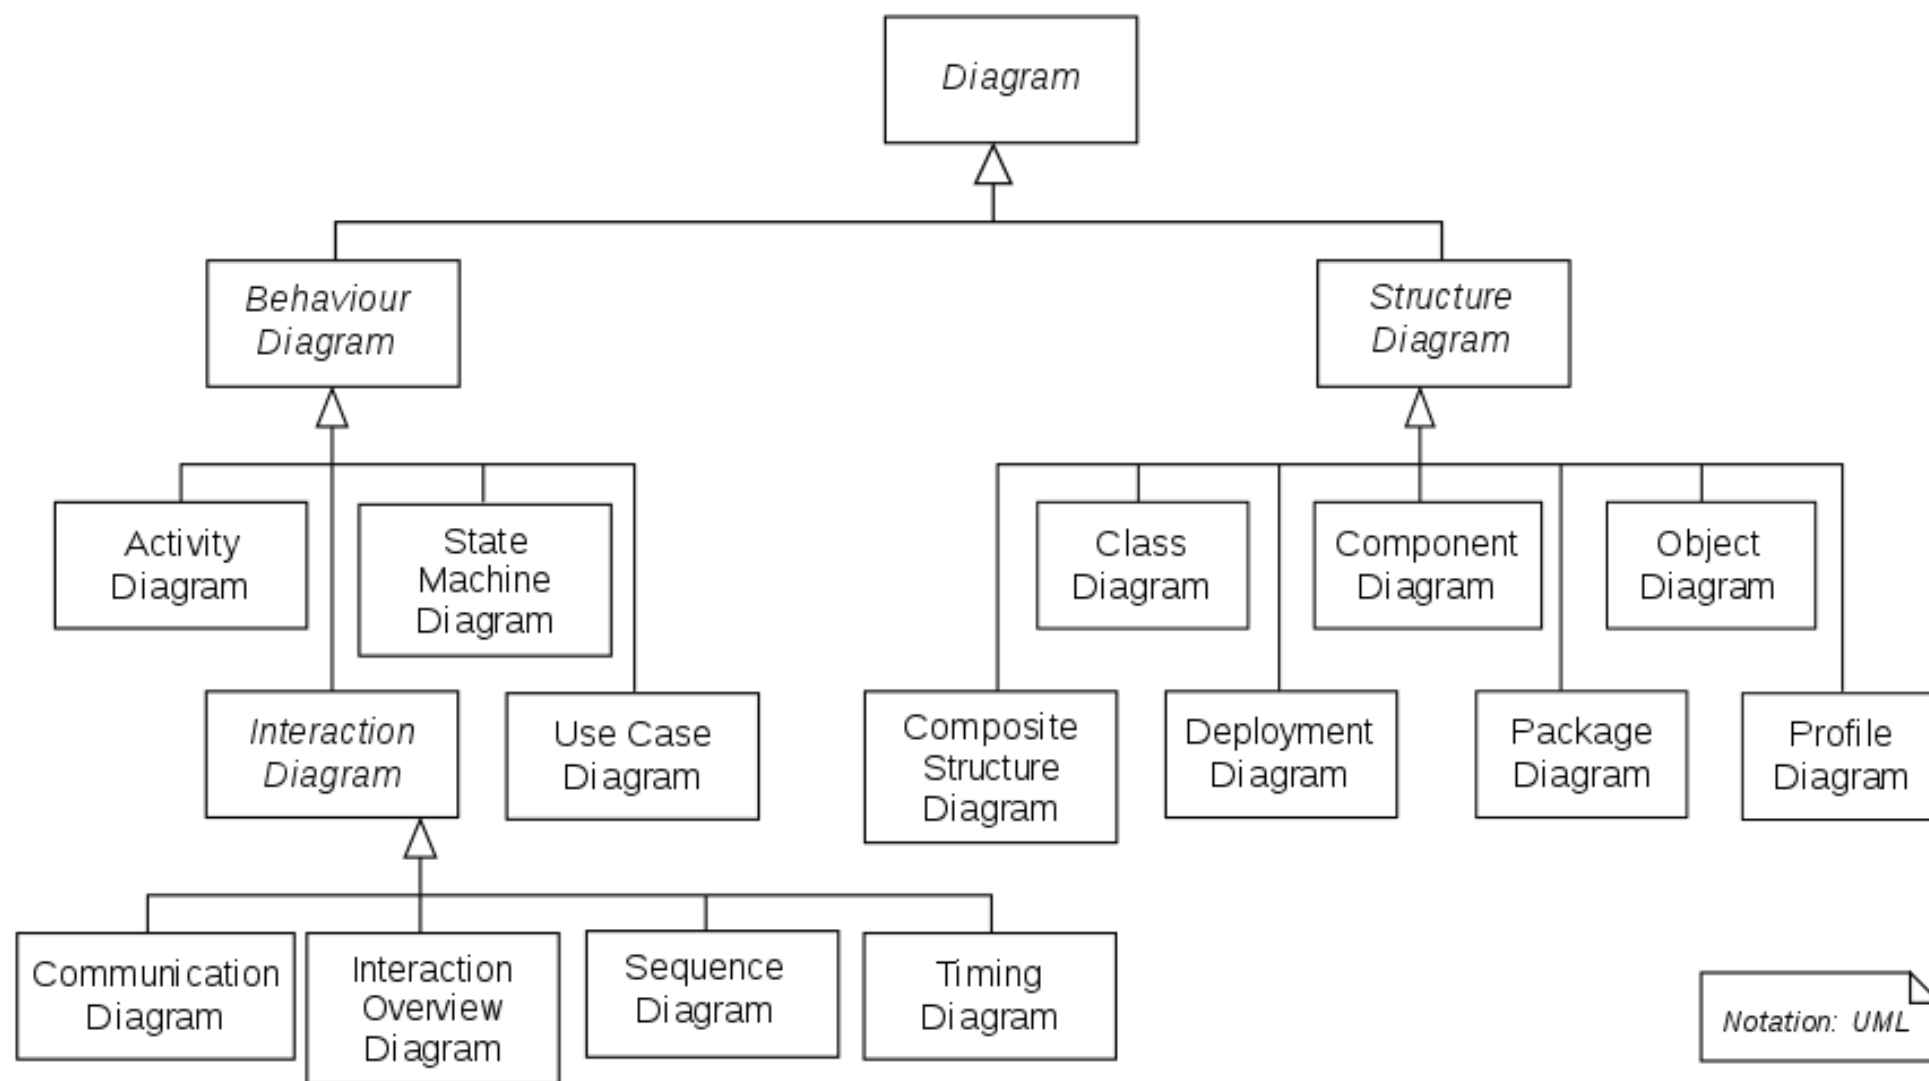 Diagram
Behaviour
Diagram
Structure
Diagram
Activity
Diagram
State
Machine
Diagram
Class
Diagram
Component
Diagram
Object
Diagram
Interaction
Diagram
Use Case
Diagram
Composite
Structure
Diagram
Deployment
Diagram
Package
Diagram
Profile
Diagram
Communication
Diagram
Interaction
Overview
Diagram
Sequence
Diagram
Timing
Diagram
Notation: UML